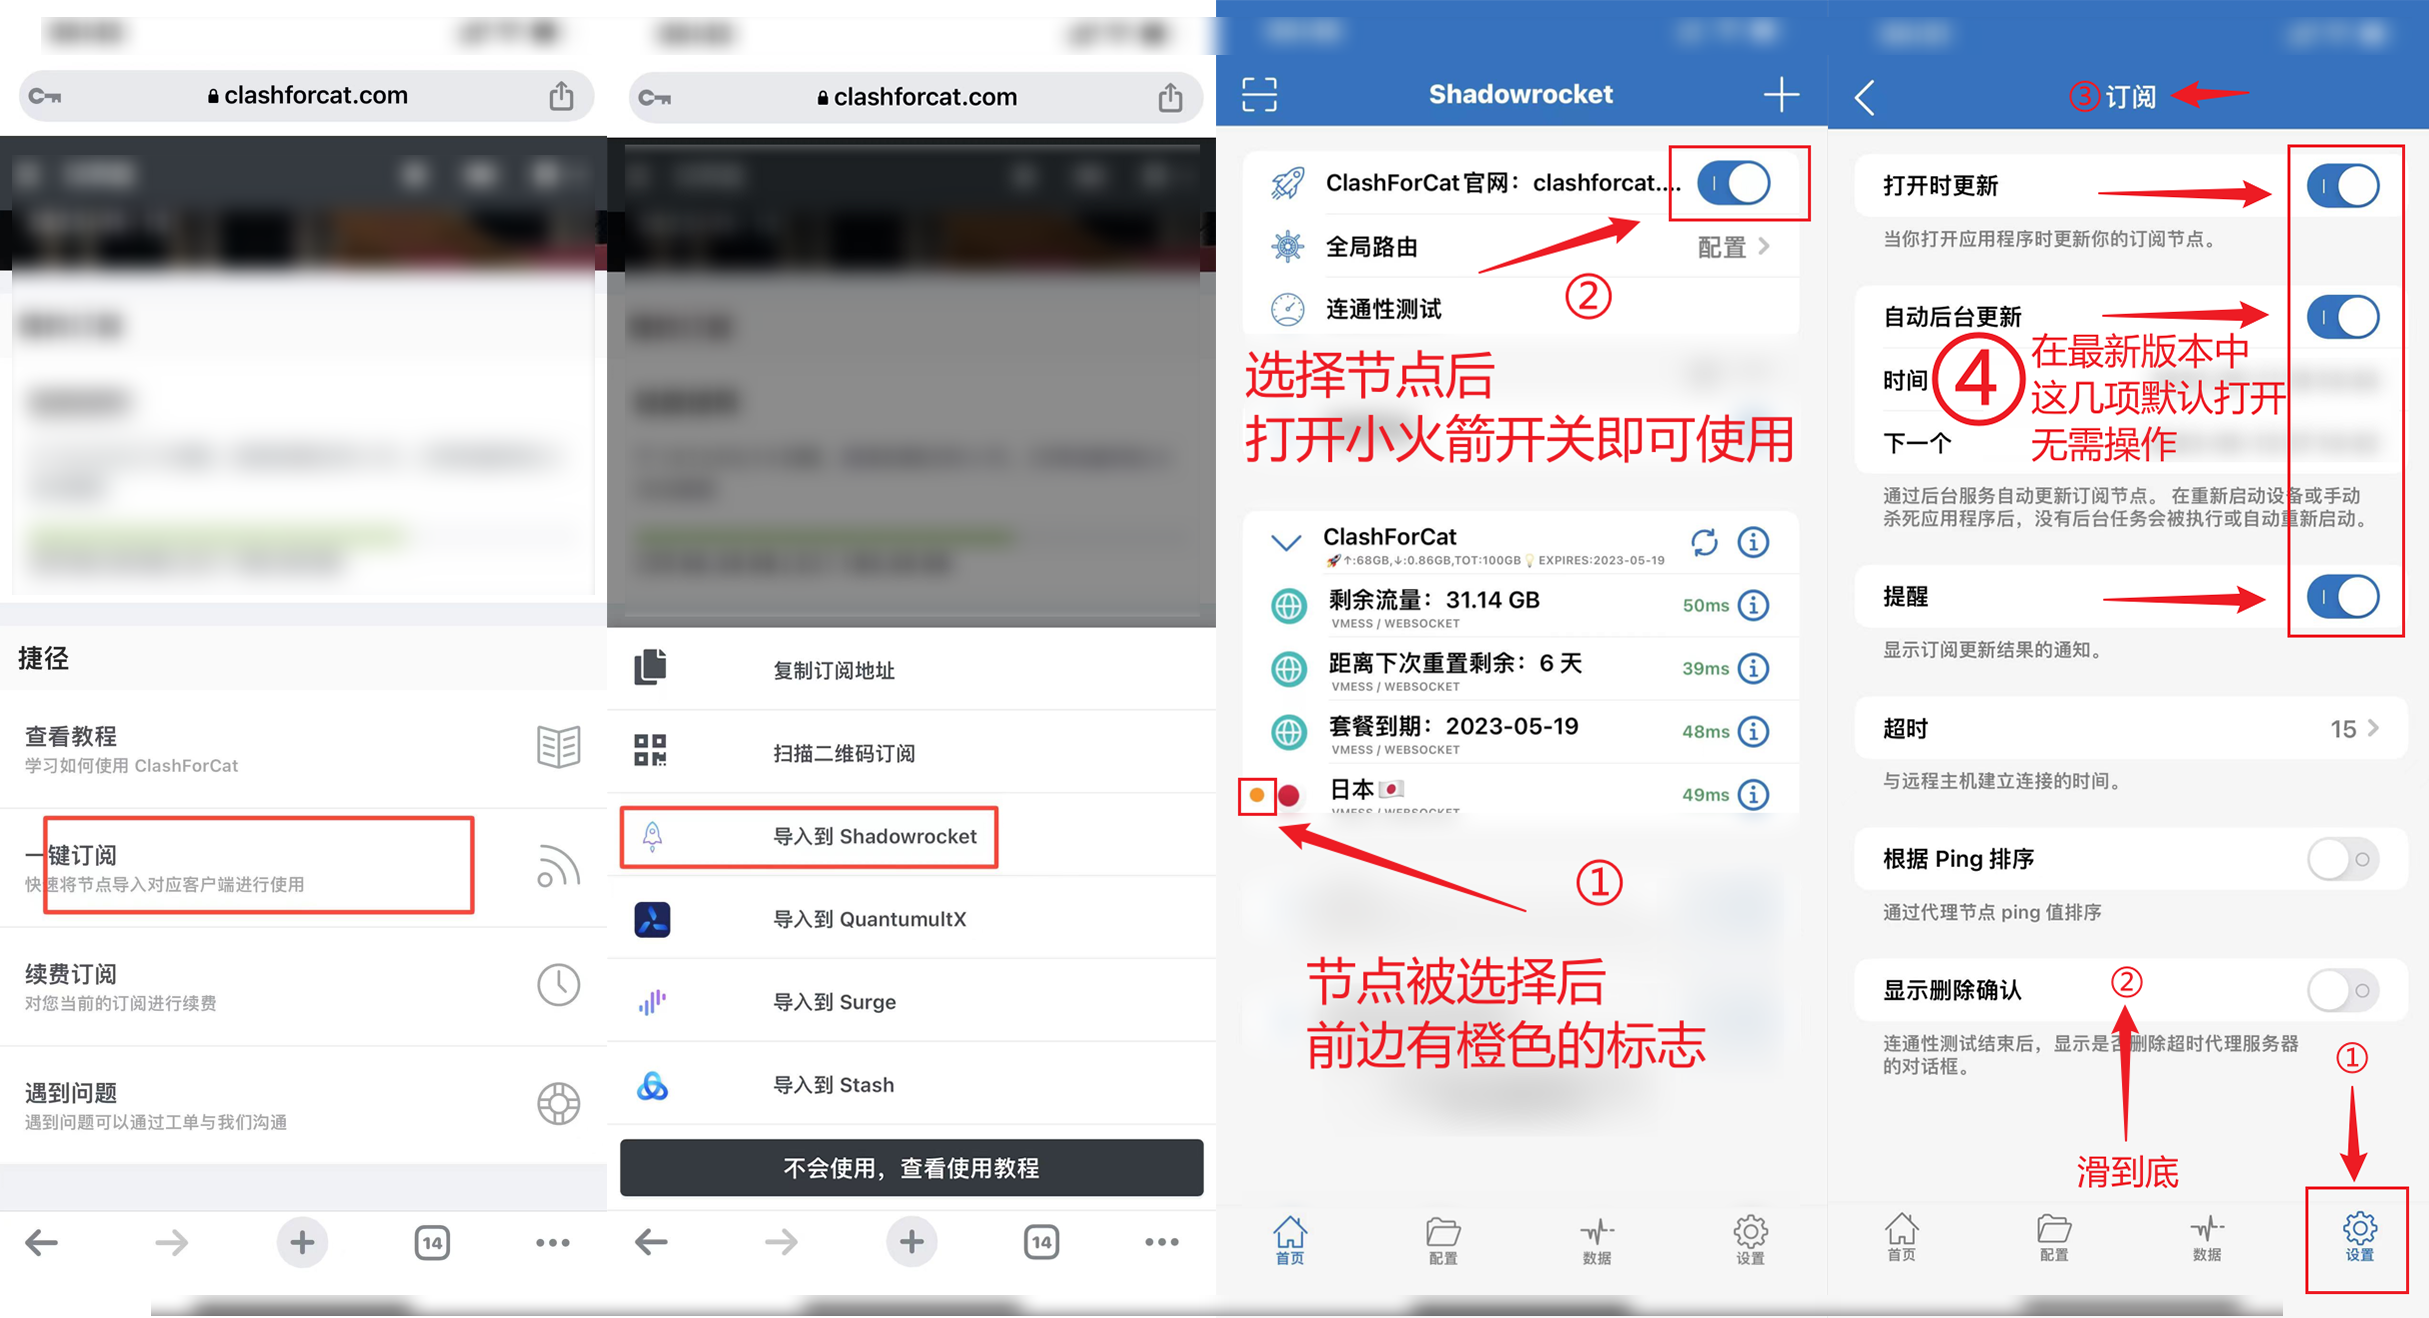 clashforcat.com
捷径
查看教程
学习如何使用 ClashForCat
一键订阅
快速将节点导入对应客户端进行使用
续费订阅
对您当前的订阅进行续费
遇到问题
遇到问题可以通过工单与我们沟通
14
clashforcat.com
复制订阅地址
扫描二维码订阅
导入到 Shadowrocket
导入到 QuantumultX
导入到 Surge
导入到 Stash
不会使用，查看使用教程
14
Shadowrocket
ClashForCat官网：clashforcat....
全局路由 配置
连通性测试
②
选择节点后
打开小火箭开关即可使用
ClashForCat
🚀↑:68GB,↓:0.86GB,TOT:100GB💡EXPIRES:2023-05-19
剩余流量：31.14 GB 50ms
VMESS / WEBSOCKET
距离下次重置剩余：6 天 39ms
VMESS / WEBSOCKET
套餐到期：2023-05-19 48ms
VMESS / WEBSOCKET
日本🇯🇵 49ms
VMESS / WEBSOCKET
①
节点被选择后
前边有橙色的标志
首页 配置 数据 设置
③订阅
打开时更新
当你打开应用程序时更新你的订阅节点。
自动后台更新
时间
下一个
④
在最新版本中
这几项默认打开
无需操作
通过后台服务自动更新订阅节点。在重新启动设备或手动
杀死应用程序后，没有后台任务会被执行或自动重新启动。
提醒
显示订阅更新结果的通知。
超时 15
与远程主机建立连接的时间。
根据 Ping 排序
通过代理节点 ping 值排序
显示删除确认
连通性测试结束后，显示是否删除超时代理服务器
的对话框。
②
滑到底
①
首页 配置 数据 设置